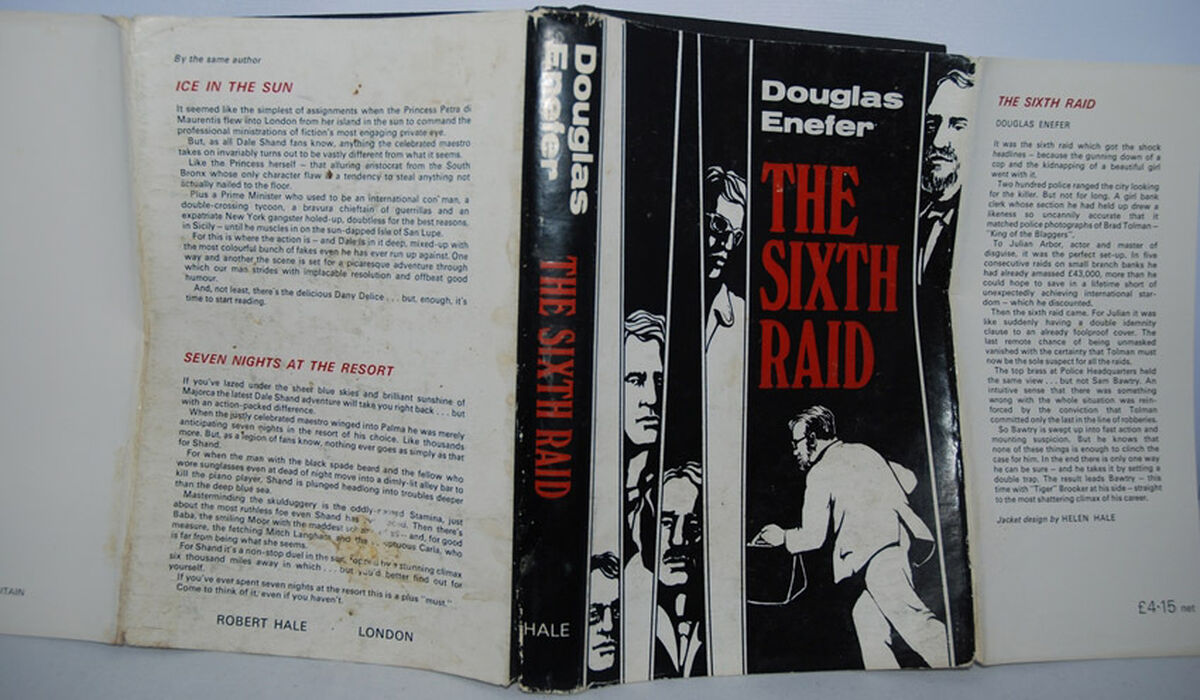 ITAIN
By the same author
ICE IN THE SUN
It seemed like the simplest of assignments when the Princess Petra di
Maurentis flew into London from her island in the sun to command the
professional ministrations of fiction's most engaging private eye.
But, as all Dale Shand fans know, anything the celebrated maestro
takes on invariably turns out to be vastly different from what it seems.
Like the Princess herself – that alluring aristocrat from the South
Bronx whose only character flaw is a tendency to steal anything not
actually nailed to the floor.
Plus a Prime Minister who used to be an international con man, a
double-crossing tycoon, a bravura chieftain of guerrillas and an
expatriate New York gangster holed-up, doubtless for the best reasons,
in Sicily – until he muscles in on the sun-dapped Isle of San Lupe.
For this is where the action is – and Dale is in it deep, mixed-up with
the most colourful bunch of fakes even he has ever run up against. One
way and another the scene is set for a picaresque adventure through
which our man strides with implacable resolution and offbeat good
humour.
And, not least, there's the delicious Dany Delice . . . but, enough, it's
time to start reading.
SEVEN NIGHTS AT THE RESORT
If you've lazed under the sheer blue skies and brilliant sunshine of
Majorca the latest Dale Shand adventure will take you right back . . . but
with an action-packed difference.
When the justly celebrated maestro winged into Palma he was merely
anticipating seven nights in the resort of his choice. Like thousands
more. But, as a legion of fans know, nothing ever goes as simply as that
for Shand.
For when the man with the black spade beard and the fellow who
wore sunglasses even at dead of night move into a dimly-lit alley bar to
kill the piano player, Shand is plunged headlong into troubles deeper
than the deep blue sea.
Masterminding the skulduggery is the oddly- Stamina, just
about the most ruthless foe even Shand has Then there's
Baba, the smiling Moor with the maddest and, for good
measure, the fetching Mitch Langham and the Carla, who
is far from being what she seems.
For Shand it's a non-stop duel in the sun, topped by a stunning climax
six thousand miles away in which . . . but you'd better find out for
yourself.
If you've ever spent seven nights at the resort this is a plus "must."
Come to think of it, even if you haven't.
ROBERT HALE LONDON
Douglas
Enefer
THE SIXTH RAID
HALE
Douglas
Enefer
THE
SIXTH
RAID
THE SIXTH RAID
DOUGLAS ENEFER
It was the sixth raid which got the shock
headlines – because the gunning down of a
cop and the kidnapping of a beautiful girl
went with it.
Two hundred police ranged the city looking
for the killer. But not for long. A girl bank
clerk whose section he had held up drew a
likeness so uncannily accurate that it
matched police photographs of Brad Tolman –
"King of the Blaggers".
To Julian Arbor, actor and master of
disguise, it was the perfect set-up. In five
consecutive raids on small branch banks he
had already amassed £43,000, more than he
could hope to save in a lifetime short of
unexpectedly achieving international star-
dom – which he discounted.
Then the sixth raid came. For Julian it was
like suddenly having a double idemnity
clause to an already foolproof cover. The
last remote chance of being unmasked
vanished with the certainty that Tolman must
now be the sole suspect for all the raids.
The top brass at Police Headquarters held
the same view . . . but not Sam Bawtry. An
intuitive sense that there was something
wrong with the whole situation was rein-
forced by the conviction that Tolman
committed only the last in the line of robberies.
So Bawtry is swept up into fast action and
mounting suspicion. But he knows that
none of these things is enough to clinch the
case for him. In the end there is only one way
he can be sure – and he takes it by setting a
double trap. The result leads Bawtry – this
time with "Tiger" Brocker at his side – straight
to the most shattering climax of his career.
Jacket design by HELEN HALE
£4·15 net